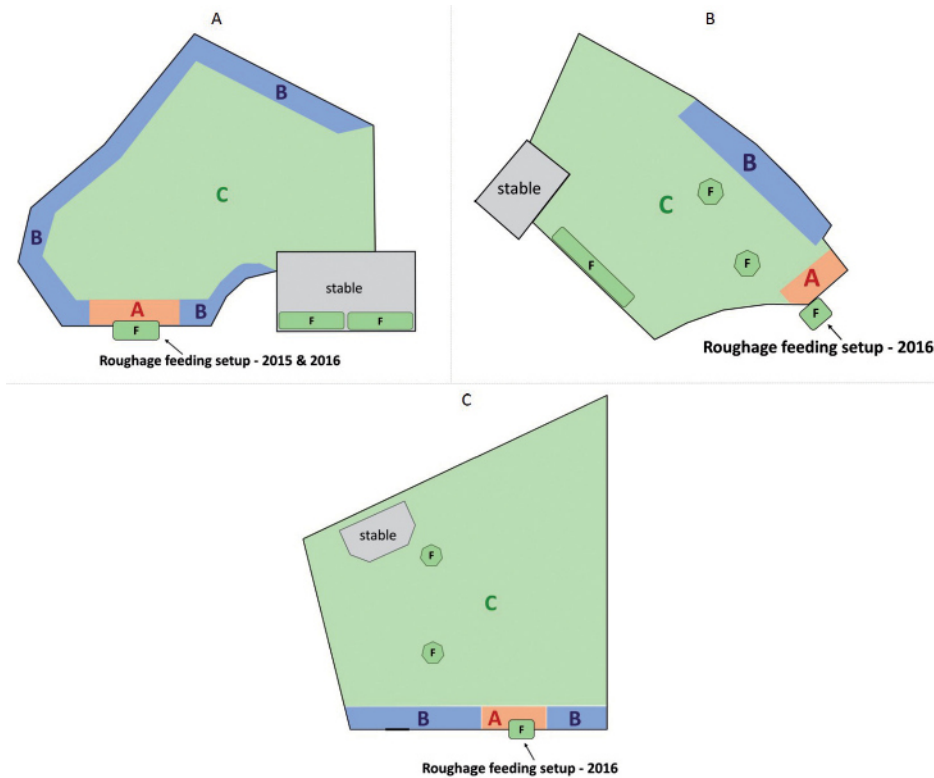 A
B
C
B
A
B
F
stable
F
F
Roughage feeding setup - 2015 & 2016
B
stable
B
F
C
F
F
A
F
Roughage feeding setup - 2016
C
stable
F
C
F
B
A
B
F
Roughage feeding setup - 2016